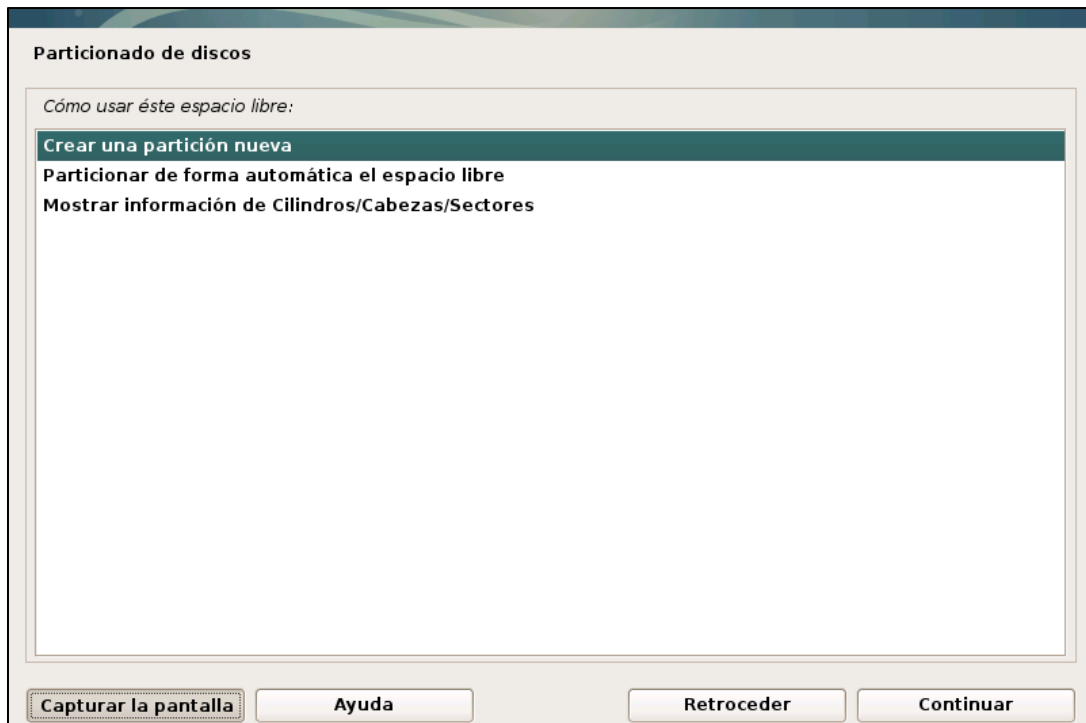 Particionado de discos
Cómo usar éste espacio libre:
Crear una partición nueva
Particionar de forma automática el espacio libre
Mostrar información de Cilindros/Cabezas/Sectores
Capturar la pantalla Ayuda Retroceder Continuar